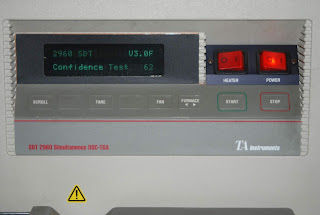 2960 SDT V3.0F
Confidence Test 62
HEATER POWER
SCROLL TARE FAN FURNACE START STOP
SDT 2960 Simultaneous DSC-TGA
TA Instruments